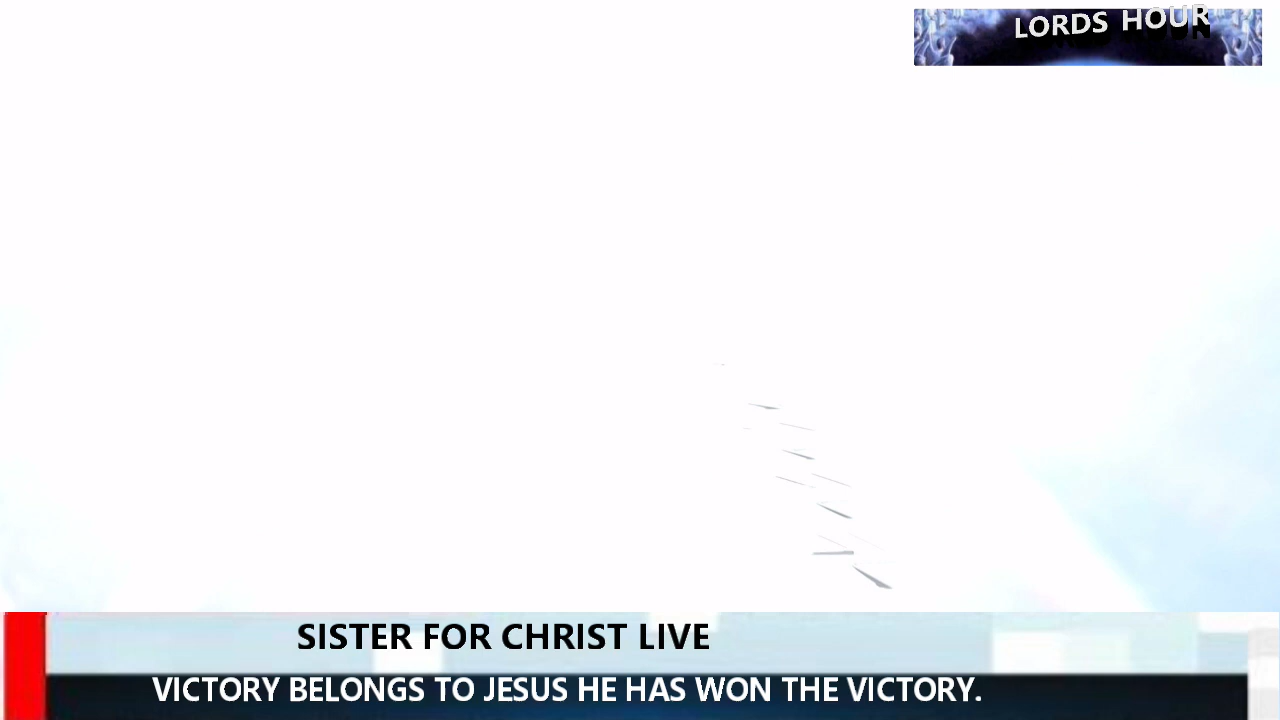 LORDS HOUR
SISTER FOR CHRIST LIVE
VICTORY BELONGS TO JESUS HE HAS WON THE VICTORY.